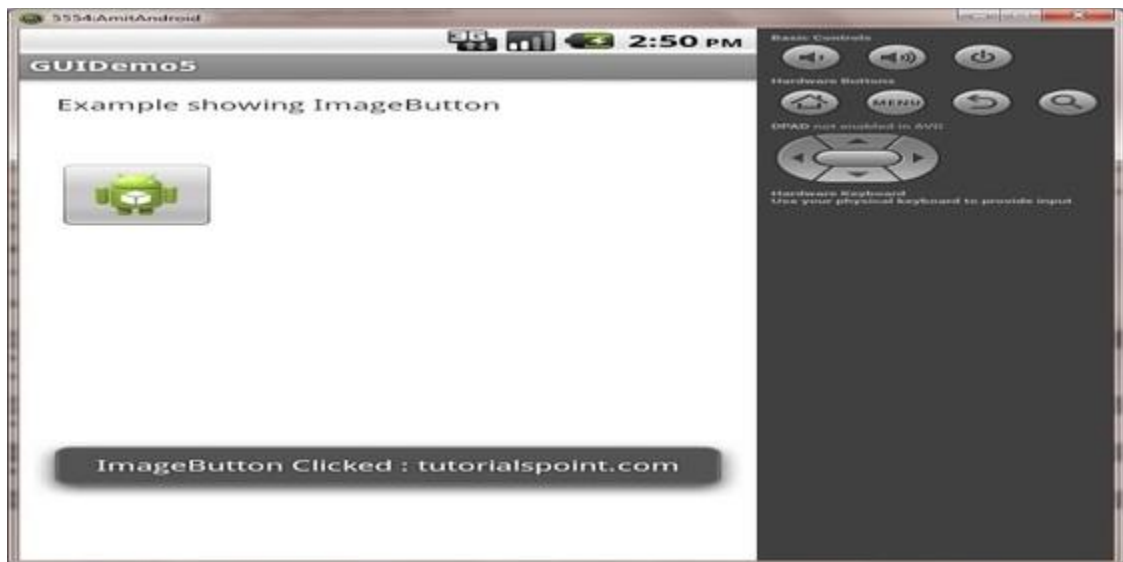 5554:AmitAndroid
3G
2:50 PM
GUIDemo5
Example showing ImageButton
ImageButton Clicked : tutorialspoint.com
Basic Controls
Hardware Buttons
MENU
DPAD not enabled in AVD
Hardware Keyboard
Use your physical keyboard to provide input